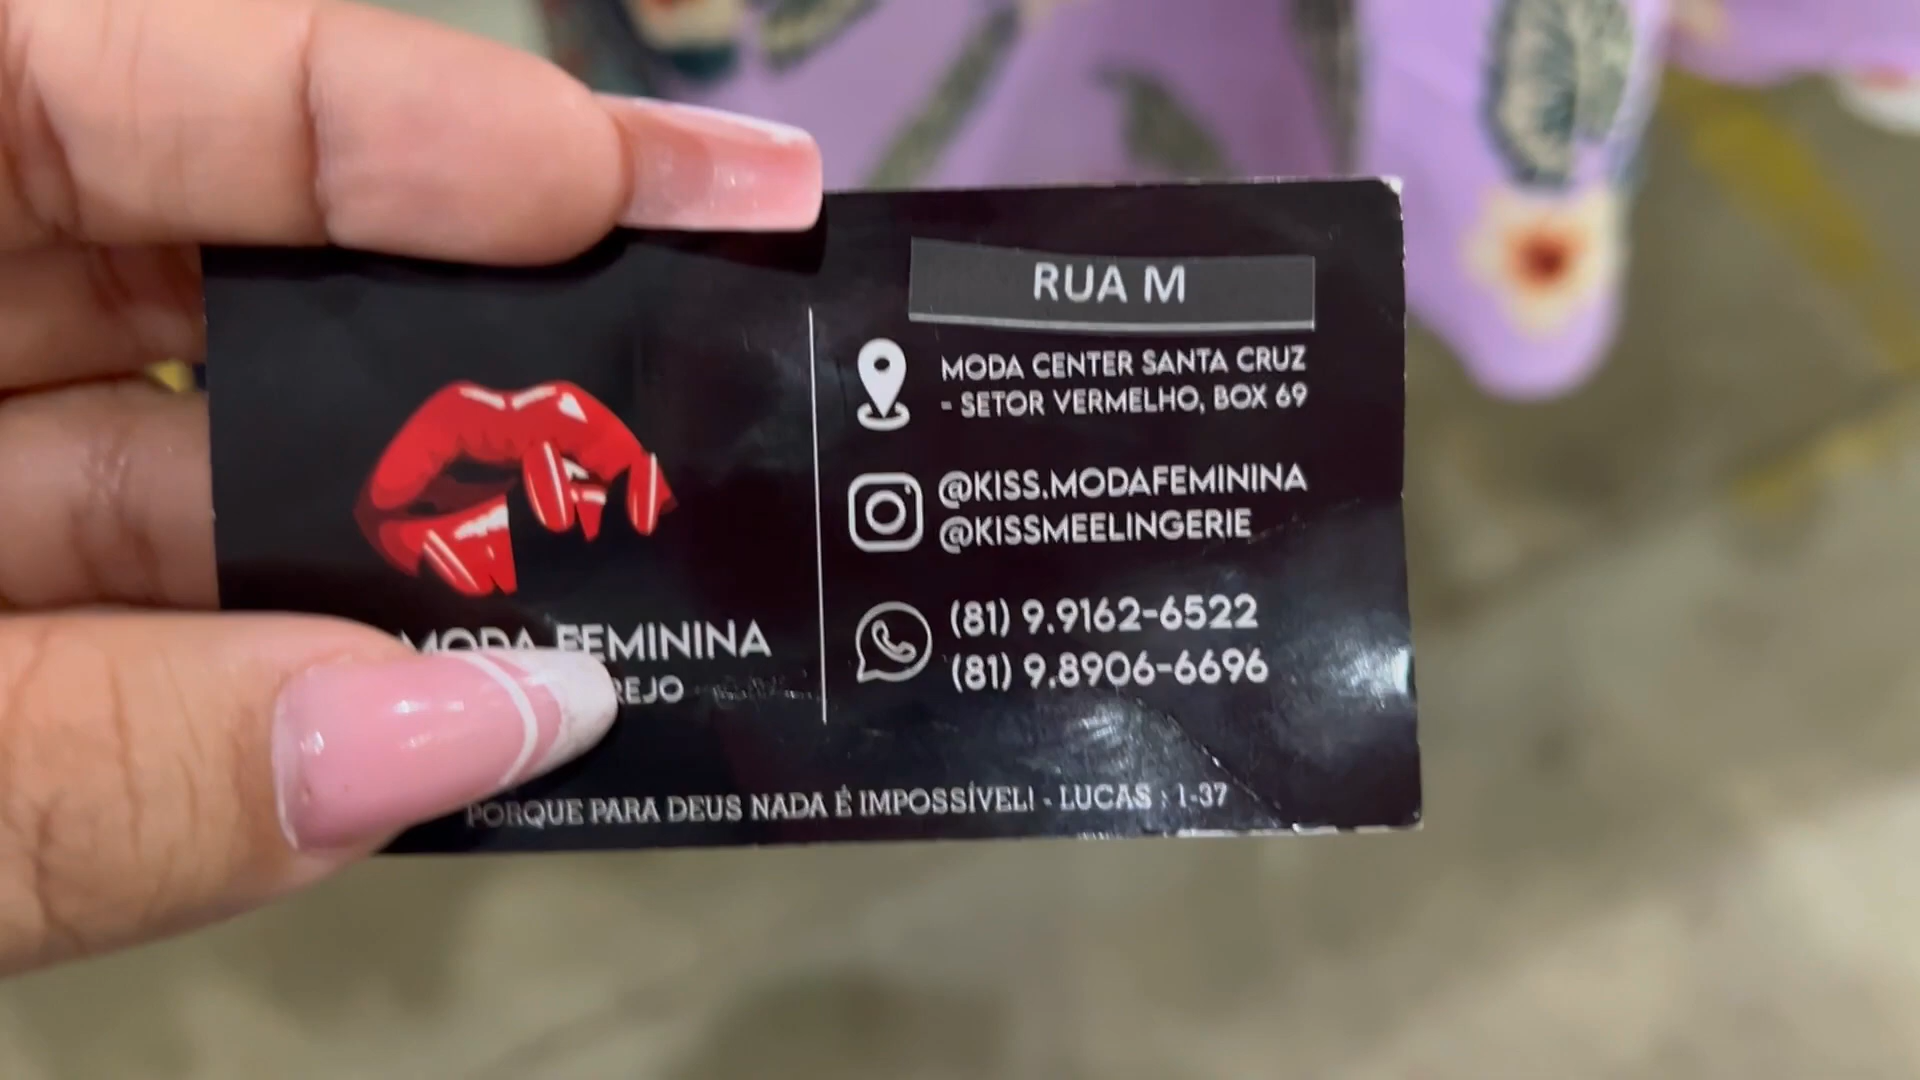 MODA FEMININA
RUA M
MODA CENTER SANTA CRUZ
- SETOR VERMELHO, BOX 69
@KISS.MODAFEMININA
@KISSMEELINGERIE
(81) 9.9162-6522
(81) 9.8906-6696
PORQUE PARA DEUS NADA É IMPOSSÍVEL! - LUCAS : 1-37